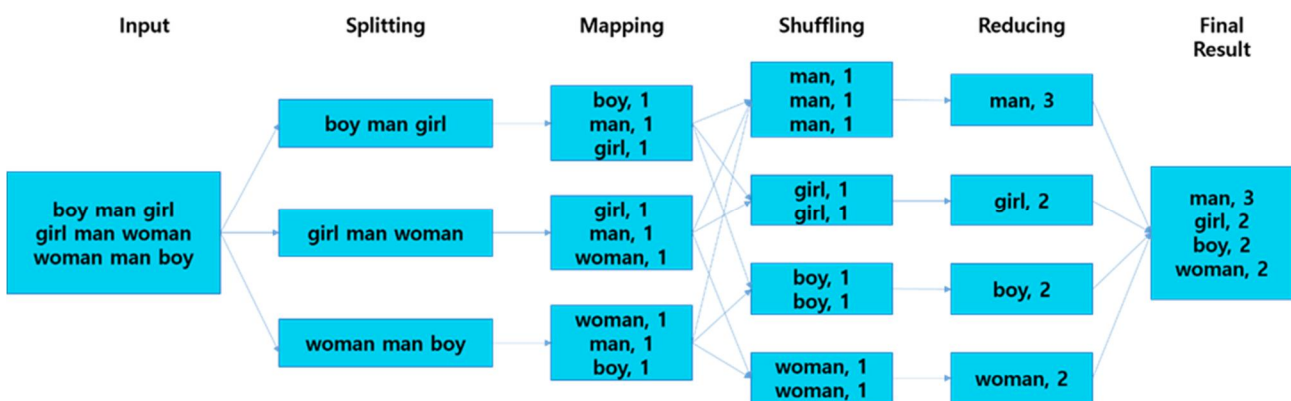 Input
Splitting
Mapping
Shuffling
Reducing
Final
Result
boy man girl
girl man woman
woman man boy
boy man girl
girl man woman
woman man boy
boy, 1
man, 1
girl, 1
girl, 1
man, 1
woman, 1
woman, 1
man, 1
boy, 1
man, 1
man, 1
man, 1
girl, 1
girl, 1
boy, 1
boy, 1
woman, 1
woman, 1
man, 3
girl, 2
boy, 2
woman, 2
man, 3
girl, 2
boy, 2
woman, 2